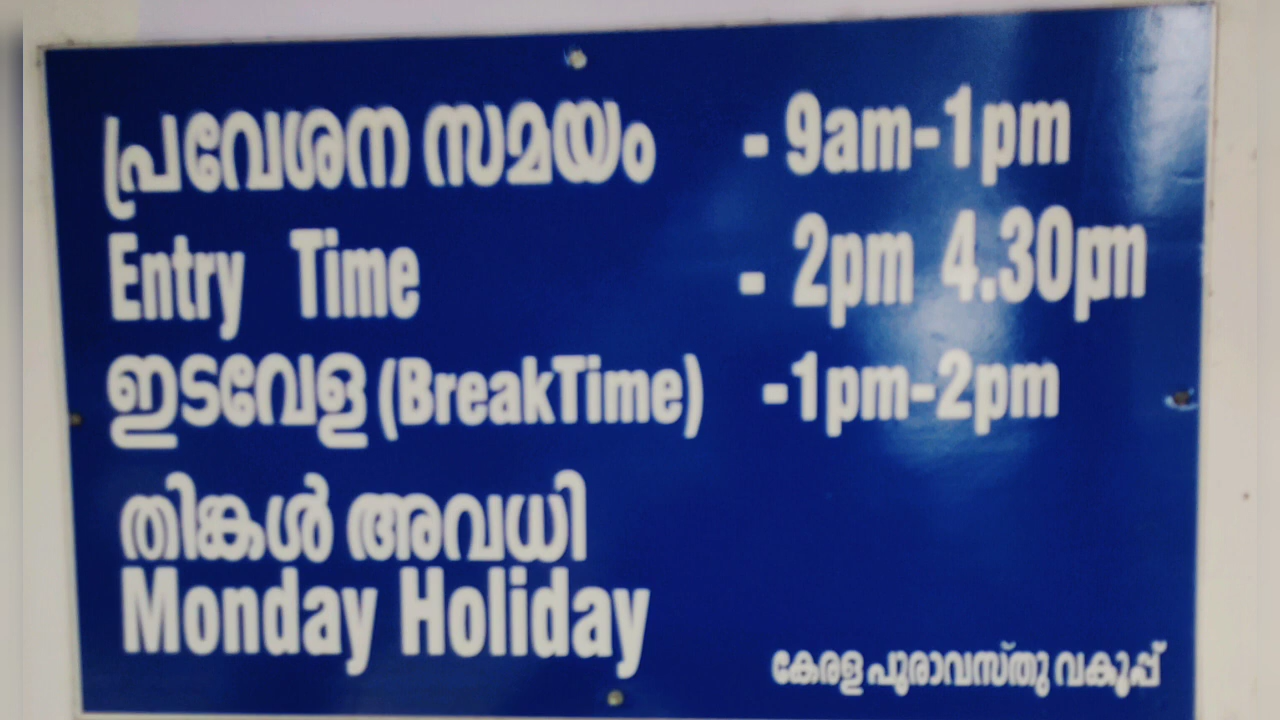 പ്രവേശന സമയം - 9am-1pm
Entry Time - 2pm 4.30pm
ഇടവേള (BreakTime) -1pm-2pm
തിങ്കൾ അവധി
Monday Holiday
കേരള പുരാവസ്തു വകുപ്പ്